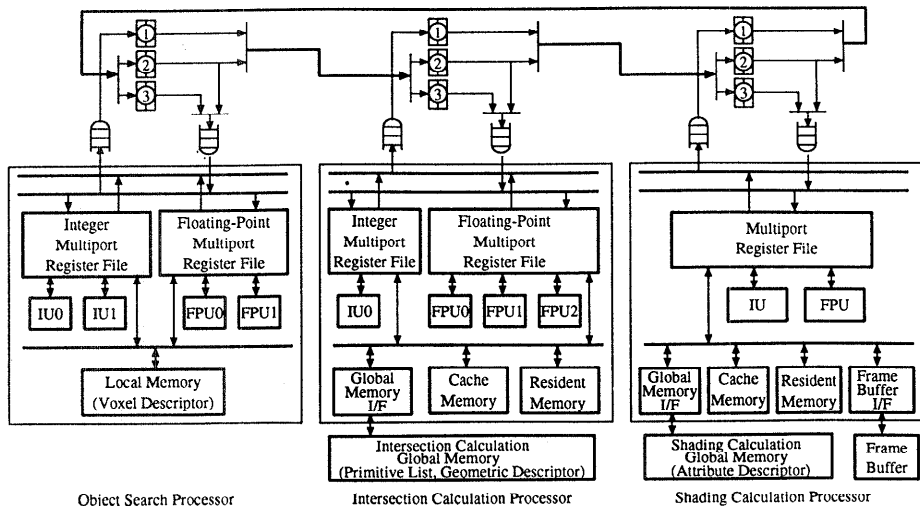 1
2
3
1
2
3
1
2
3
Integer
Multiport
Register File
Floating-Point
Multiport
Register File
IU0
IU1
FPU0
FPU1
Local Memory
(Voxel Descriptor)
Object Search Processor
Integer
Multiport
Register File
Floating-Point
Multiport
Register File
IU0
FPU0
FPU1
FPU2
Global
Memory
I/F
Cache
Memory
Resident
Memory
Intersection Calculation
Global Memory
(Primitive List, Geometric Descriptor)
Intersection Calculation Processor
Multiport
Register File
IU
FPU
Global
Memory
I/F
Cache
Memory
Resident
Memory
Frame
Buffer
I/F
Shading Calculation
Global Memory
(Attribute Descriptor)
Frame
Buffer
Shading Calculation Processor